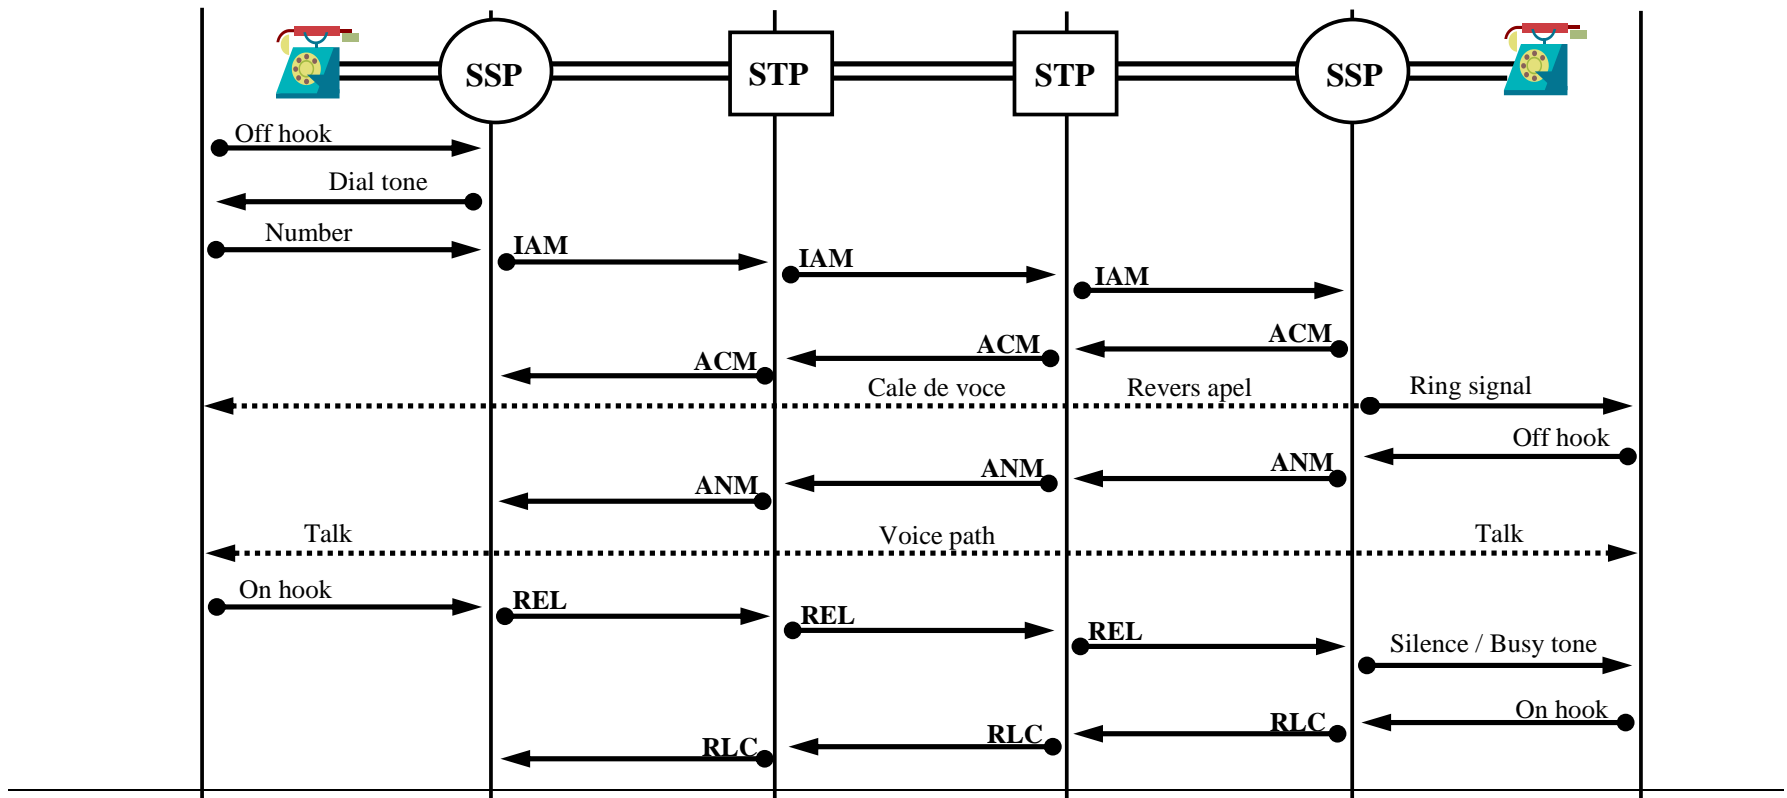 SSP
STP
STP
SSP
Off hook
Dial tone
Number
IAM
IAM
IAM
ACM
ACM
ACM
Cale de voce
Revers apel
Ring signal
Off hook
ANM
ANM
ANM
Talk
Voice path
Talk
On hook
REL
REL
REL
Silence / Busy tone
On hook
RLC
RLC
RLC